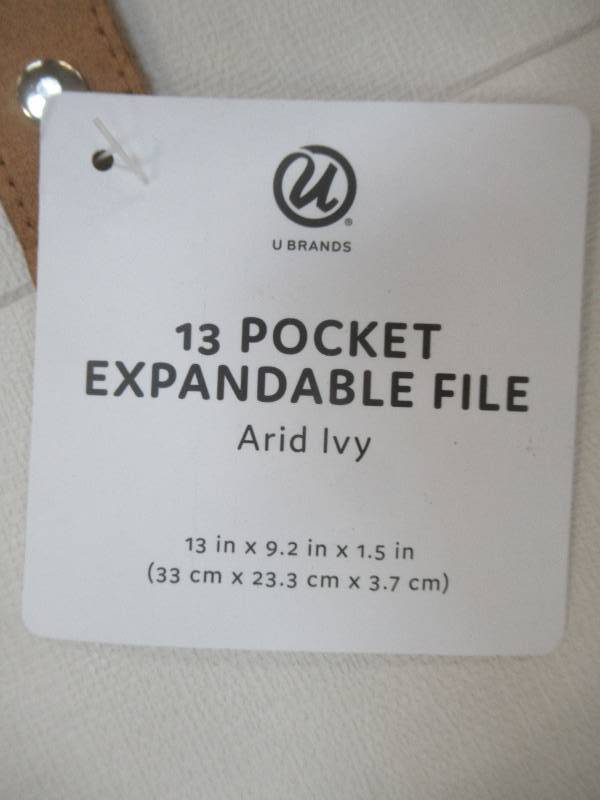 U
®
U BRANDS
13 POCKET
EXPANDABLE FILE
Arid Ivy
13 in x 9.2 in x 1.5 in
(33 cm x 23.3 cm x 3.7 cm)